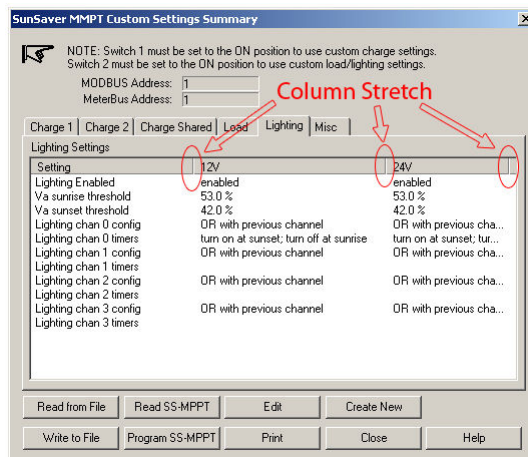 SunSaver MMPT Custom Settings Summary
NOTE: Switch 1 must be set to the ON position to use custom charge settings.
Switch 2 must be set to the ON position to use custom load/lighting settings.
MODBUS Address: 1
MeterBus Address: 1
Column Stretch
Charge 1 Charge 2 Charge Shared Load Lighting Misc
Lighting Settings
Setting 12V 24V
Lighting Enabled enabled enabled
Va sunrise threshold 53.0 % 53.0 %
Va sunset threshold 42.0 % 42.0 %
Lighting chan 0 config OR with previous channel OR with previous cha...
Lighting chan 0 timers turn on at sunset; turn off at sunrise turn on at sunset; tur...
Lighting chan 1 config OR with previous channel OR with previous cha...
Lighting chan 1 timers
Lighting chan 2 config OR with previous channel OR with previous cha...
Lighting chan 2 timers
Lighting chan 3 config OR with previous channel OR with previous cha...
Lighting chan 3 timers
Read from File Read SS-MPPT Edit Create New
Write to File Program SS-MPPT Print Close Help